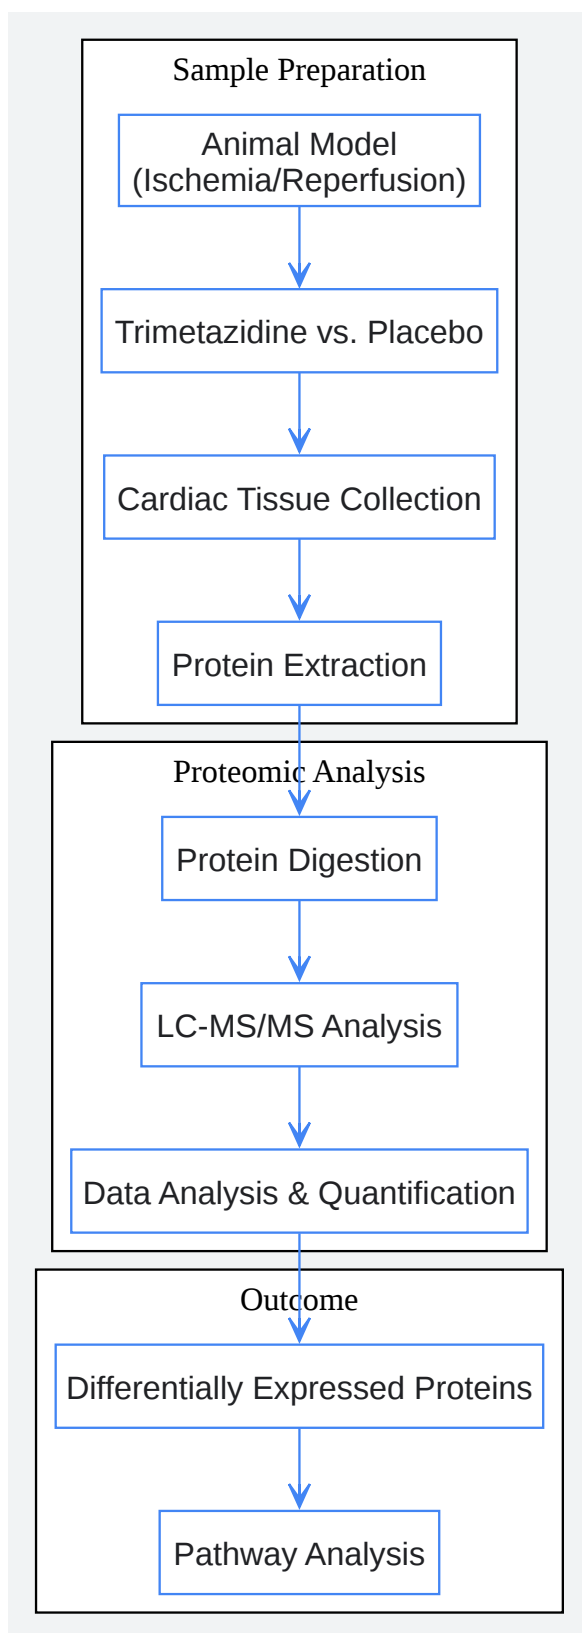 Sample Preparation
Animal Model
(Ischemia/Reperfusion)
Trimetazidine vs. Placebo
Cardiac Tissue Collection
Protein Extraction
Proteomic Analysis
Protein Digestion
LC-MS/MS Analysis
Data Analysis & Quantification
Outcome
Differentially Expressed Proteins
Pathway Analysis